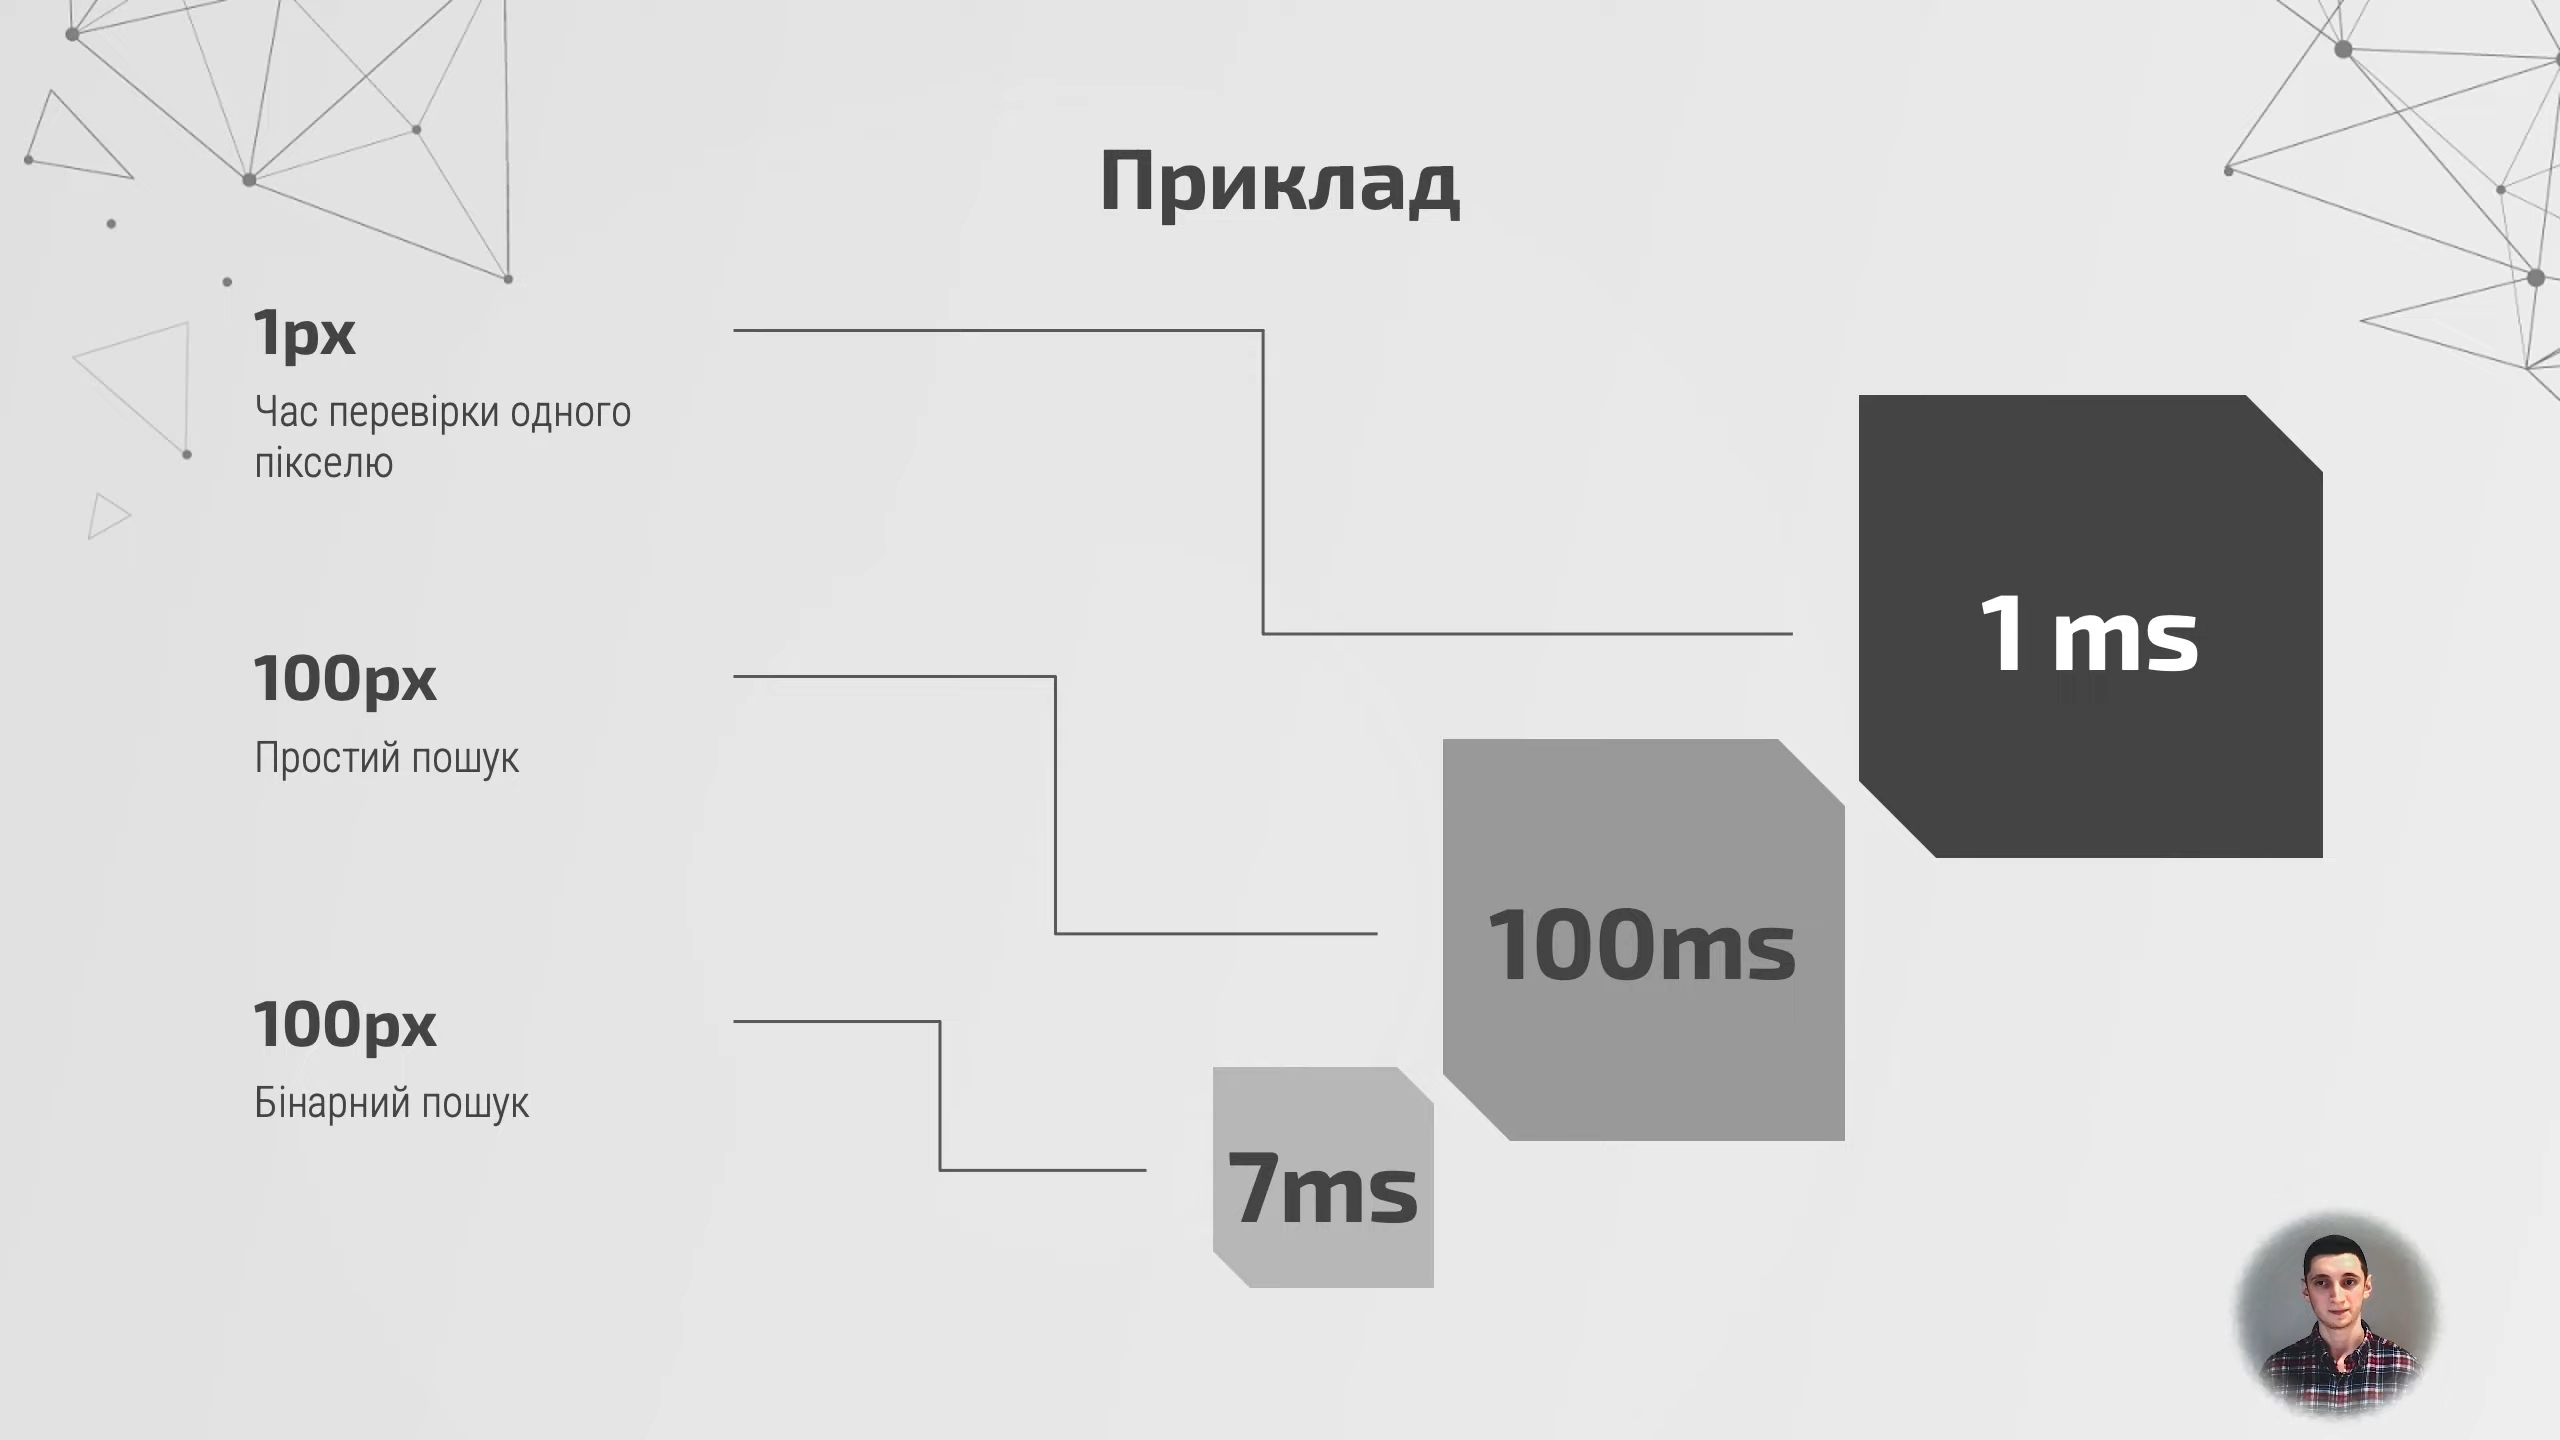 Приклад
1px
Час перевірки одного
пікселю
1 ms
100px
Простий пошук
100ms
100px
Бінарний пошук
7ms